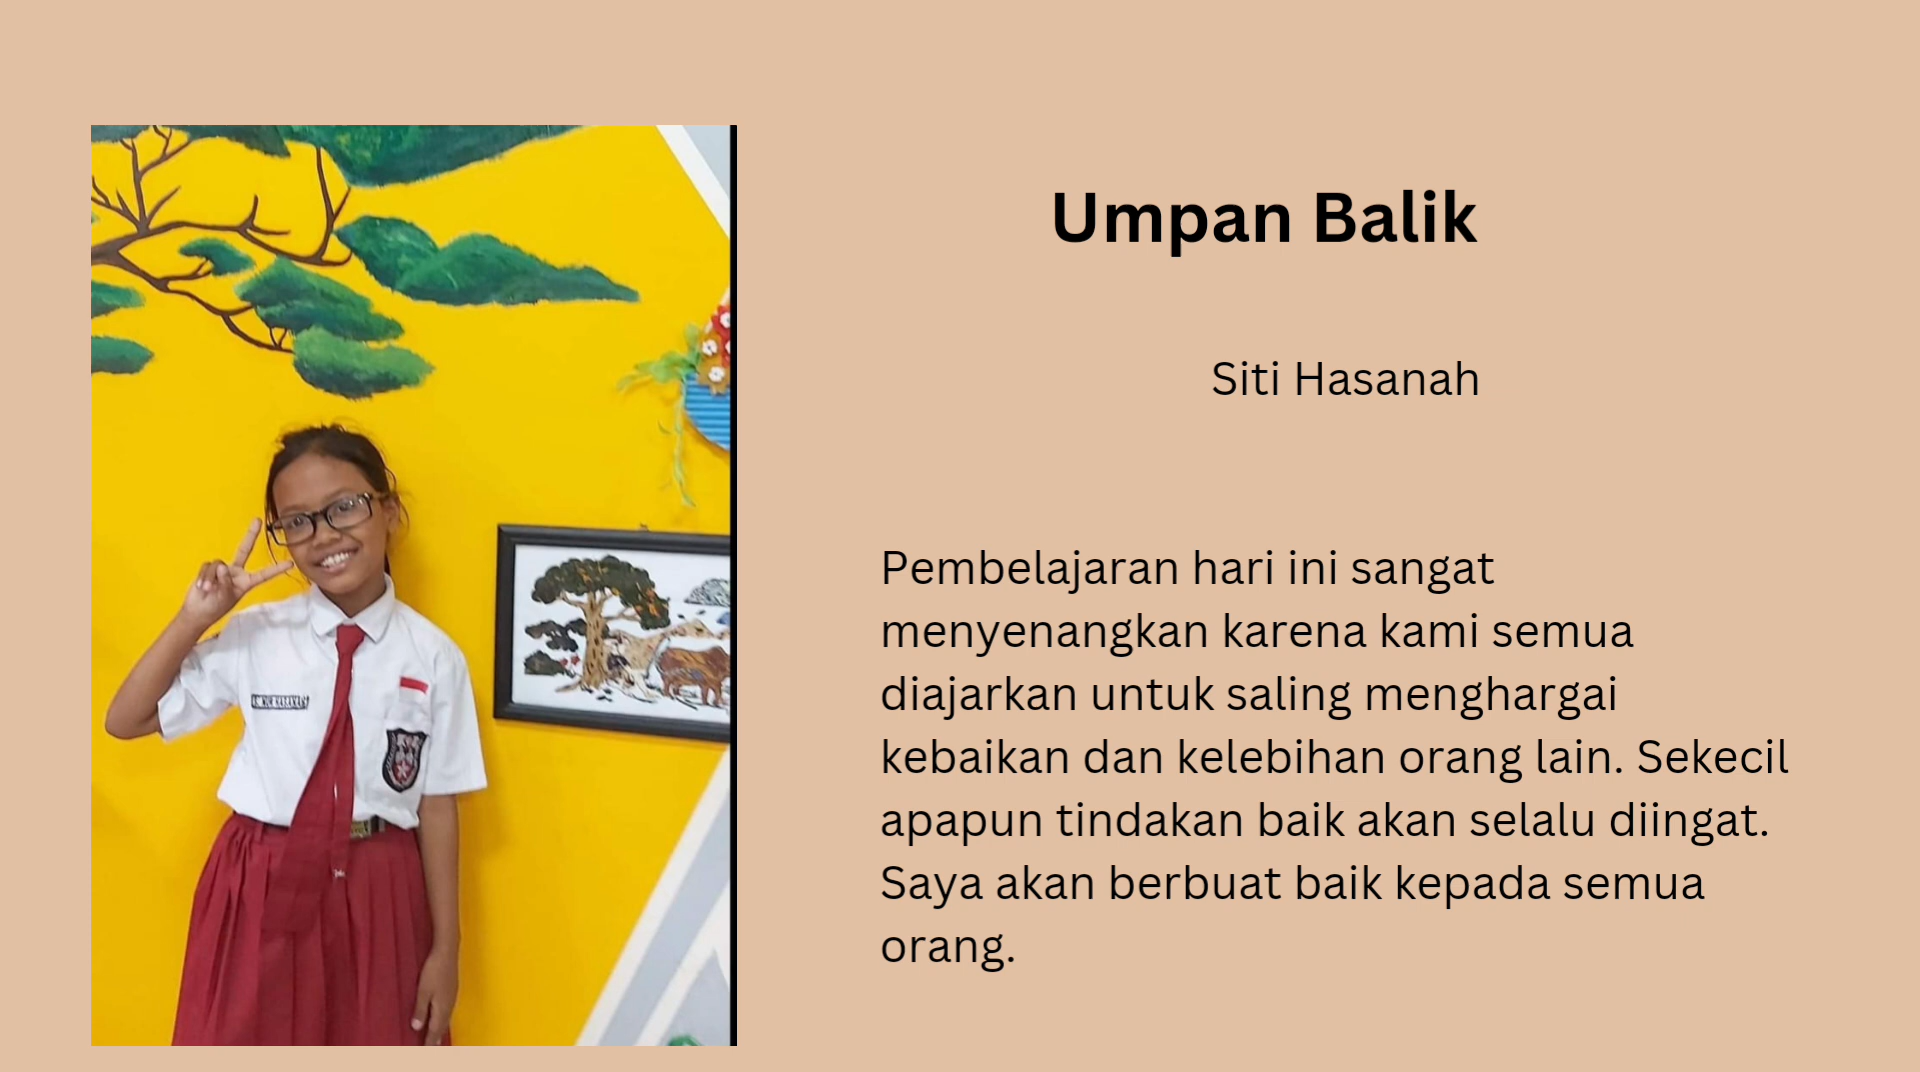 Umpan Balik
Siti Hasanah
Pembelajaran hari ini sangat
menyenangkan karena kami semua
diajarkan untuk saling menghargai
kebaikan dan kelebihan orang lain. Sekecil
apapun tindakan baik akan selalu diingat.
Saya akan berbuat baik kepada semua
orang.